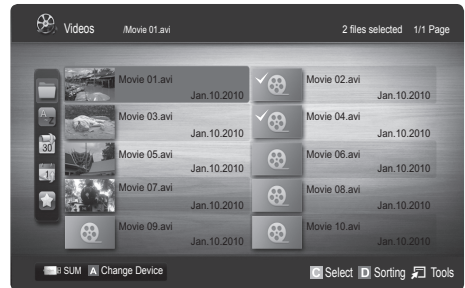 Videos /Movie 01.avi 2 files selected 1/1 Page
Movie 01.avi Movie 02.avi
Jan.10.2010 Jan.10.2010
Movie 03.avi Movie 04.avi
Jan.10.2010 Jan.10.2010
Movie 05.avi Movie 06.avi
Jan.10.2010 Jan.10.2010
Movie 07.avi Movie 08.avi
Jan.10.2010 Jan.10.2010
Movie 09.avi Movie 10.avi
Jan.10.2010 Jan.10.2010
30
1
SUM A Change Device C Select D Sorting Tools